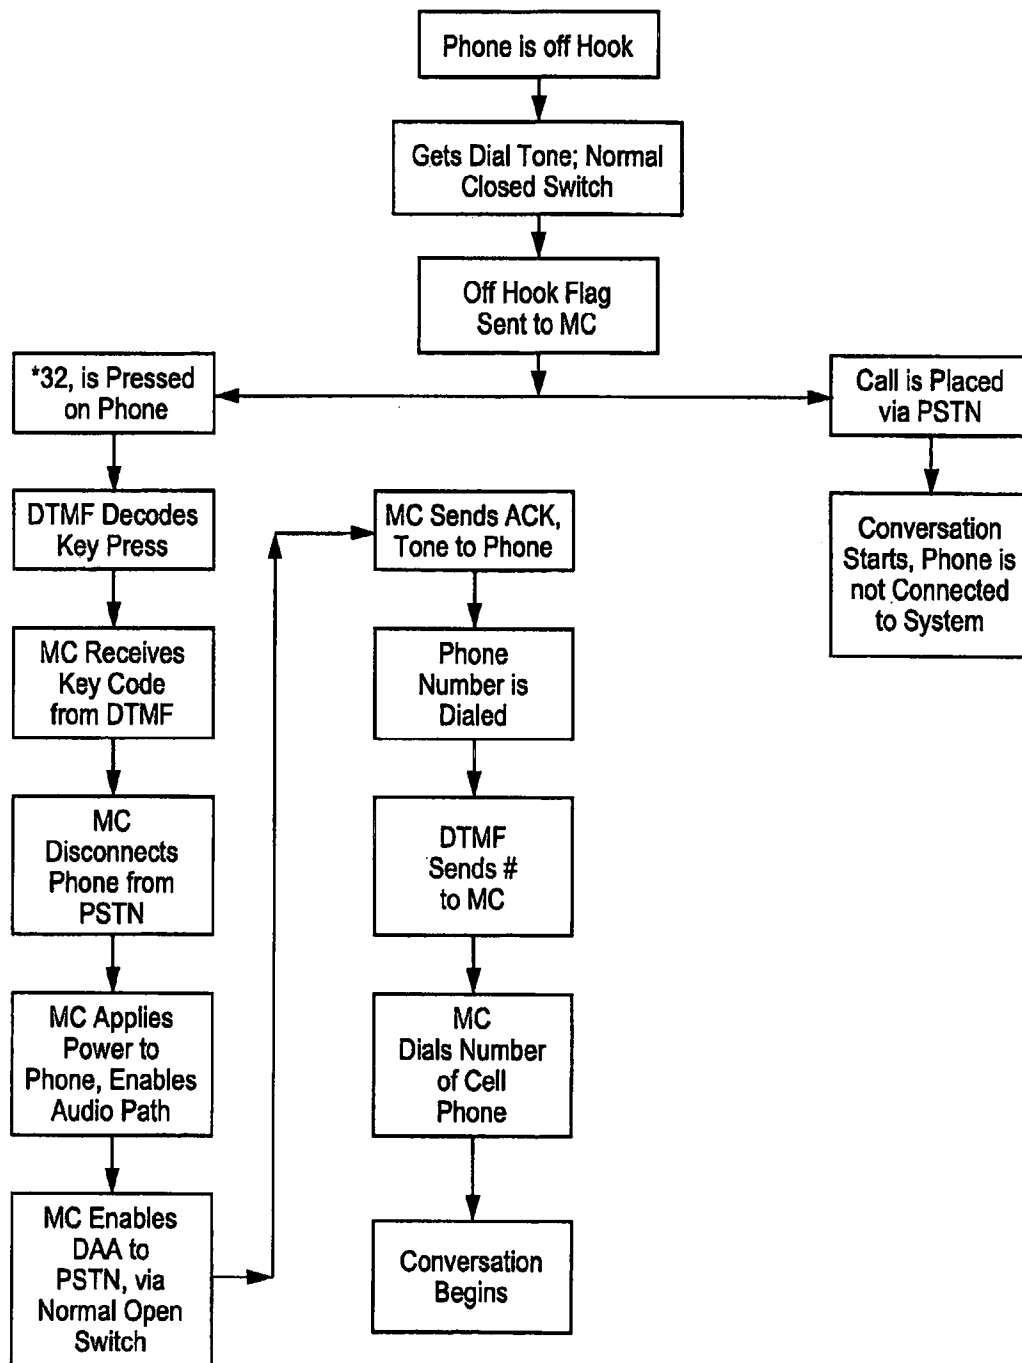 Phone is off Hook
Gets Dial Tone; Normal
Closed Switch
Off Hook Flag
Sent to MC
*32, is Pressed
on Phone
DTMF Decodes
Key Press
MC Receives
Key Code
from DTMF
MC
Disconnects
Phone from
PSTN
MC Applies
Power to
Phone, Enables
Audio Path
MC Enables
DAA to
PSTN, via
Normal Open
Switch
MC Sends ACK,
Tone to Phone
Phone
Number is
Dialed
DTMF
Sends #
to MC
MC
Dials Number
of Cell
Phone
Conversation
Begins
Call is Placed
via PSTN
Conversation
Starts, Phone is
not Connected
to System